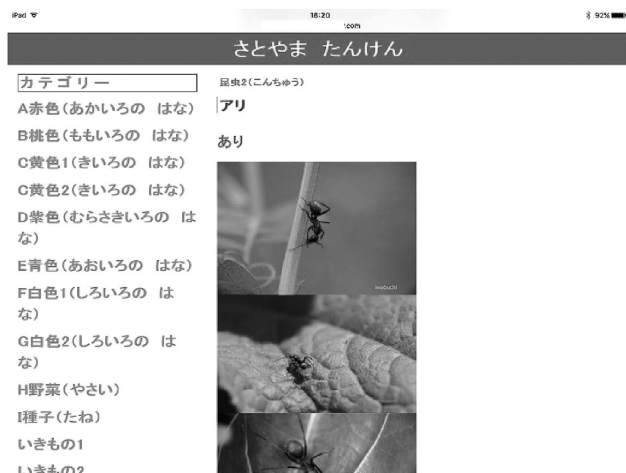 iPad
18:20
92%
.com
さとやま たんけん
カテゴリー
A赤色(あかいろの はな)
B桃色(ももいろの はな)
C黄色1(きいろの はな)
C黄色2(きいろの はな)
D紫色(むらさきいろの は
な)
E青色(あおいろの はな)
F白色1(しろいろの は
な)
G白色2(しろいろの は
な)
H野菜(やさい)
I種子(たね)
いきもの1
いきもの2
昆虫2(こんちゅう)
アリ
あり